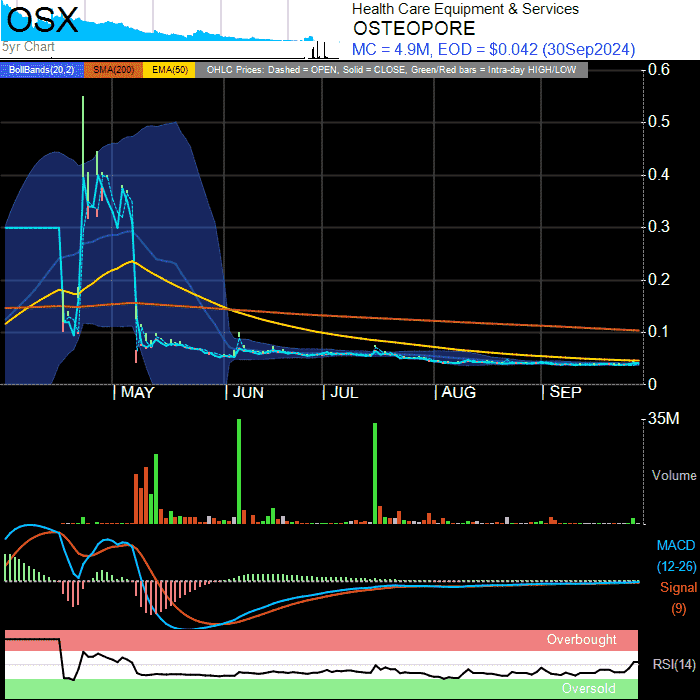 OSX
5yr Chart
Health Care Equipment & Services
OSTEOPORE
MC = 4.9M, EOD = $0.042 (30Sep2024)
BollBands(20,2) SMA(200) EMA(50) OHLC Prices: Dashed = OPEN, Solid = CLOSE, Green/Red bars = Intra-day HIGH/LOW
0.6
0.5
0.4
0.3
0.2
0.1
0
MAY JUN JUL AUG SEP
35M
Volume
MACD
(12-26)
Signal
(9)
Overbought
RSI(14)
Oversold